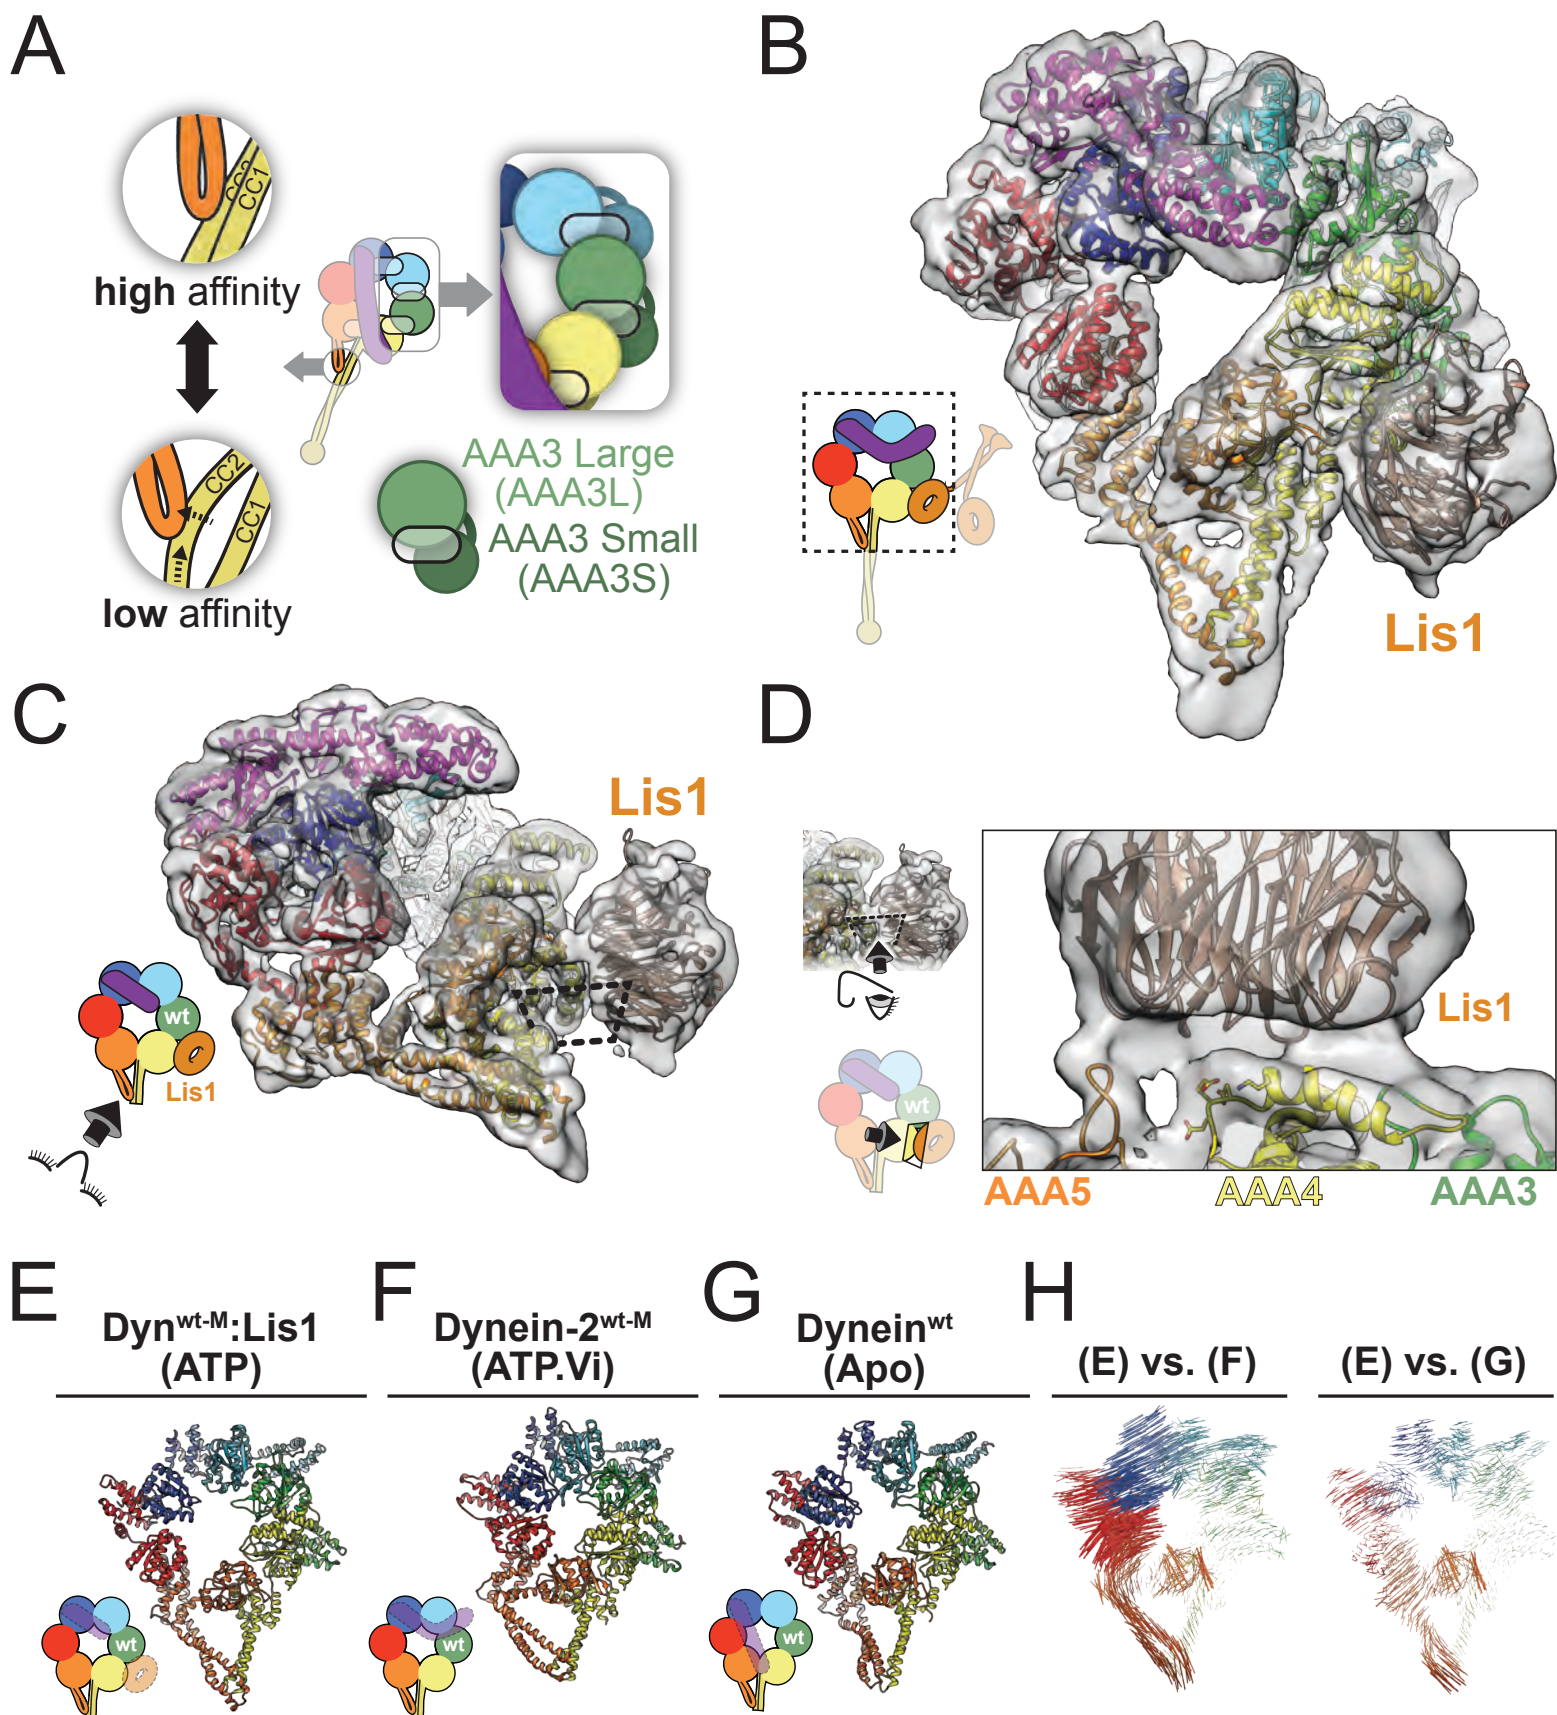 A
CC2
CC1
high affinity
CC2
CC1
low affinity
AAA3 Large
(AAA3L)
AAA3 Small
(AAA3S)
B
Lis1
C
Lis1
wt
Lis1
D
wt
Lis1
AAA5
AAA4
AAA3
E
Dynwt-M:Lis1
(ATP)
wt
F
Dynein-2wt-M
(ATP.Vi)
wt
G
Dyneinwt
(Apo)
wt
H
(E) vs. (F)
(E) vs. (G)